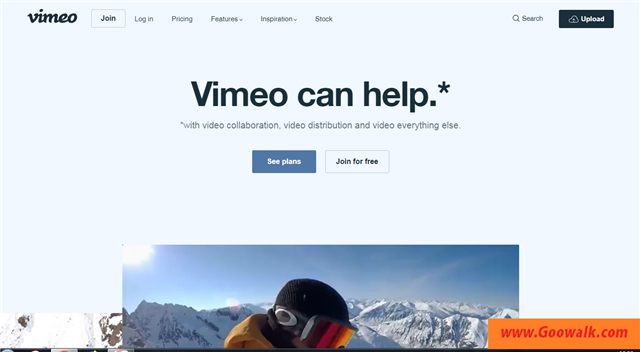 vimeo Join Log in Pricing Features Inspiration Stock Search Upload
Vimeo can help.*
*with video collaboration, video distribution and video everything else.
See plans Join for free
www.Goowalk.com